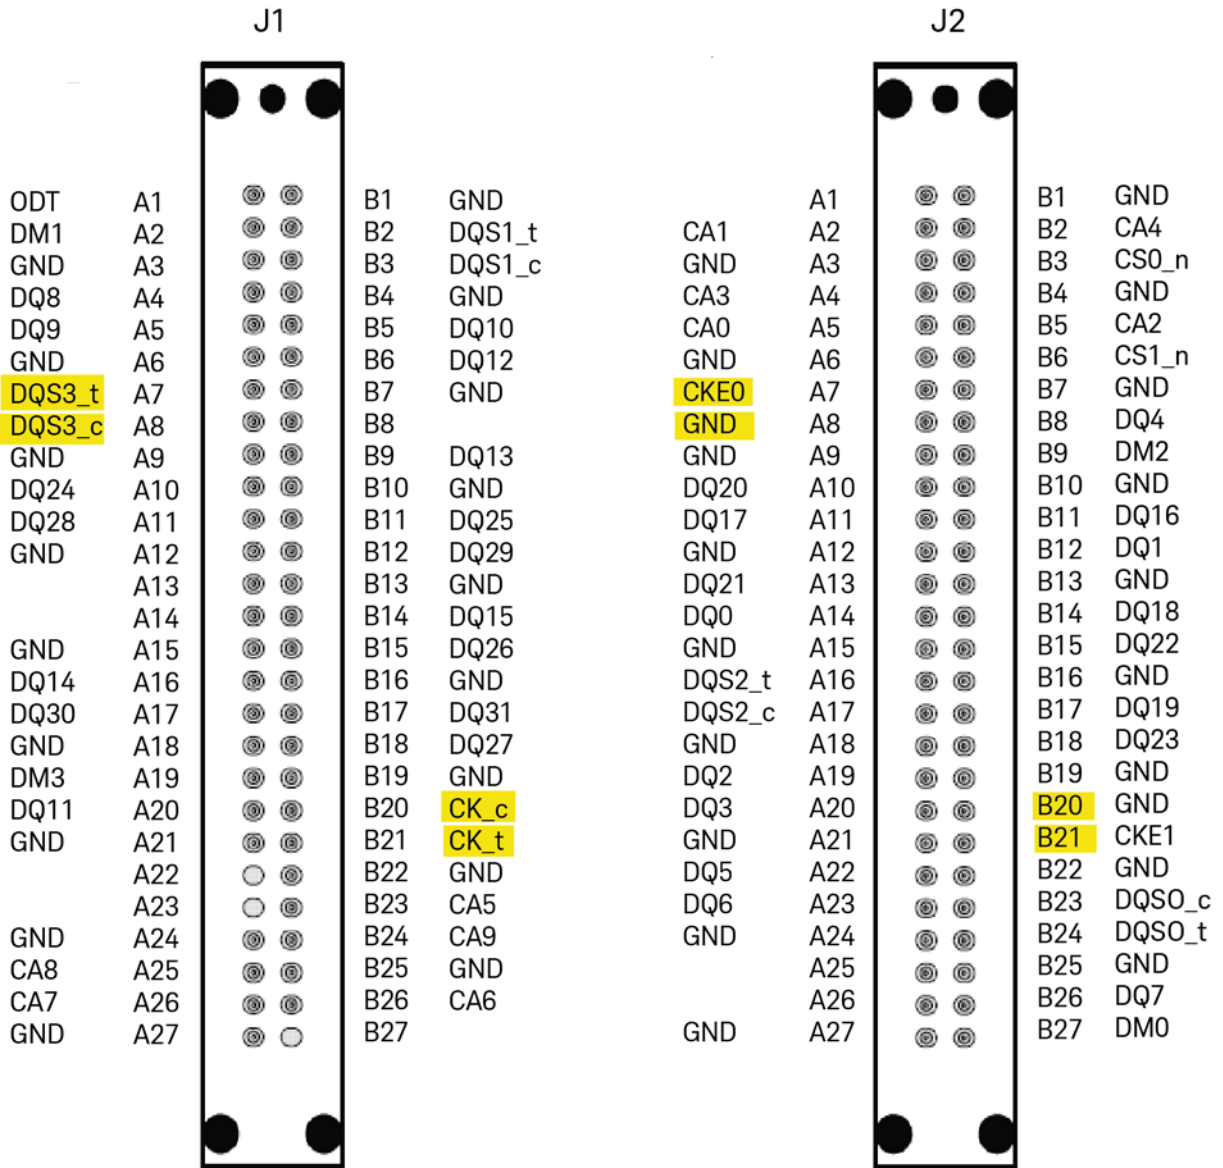 J1 J2
ODT A1 B1 GND A1 B1 GND
DM1 A2 B2 DQS1_t CA1 A2 B2 CA4
GND A3 B3 DQS1_c GND A3 B3 CS0_n
DQ8 A4 B4 GND CA3 A4 B4 GND
DQ9 A5 B5 DQ10 CA0 A5 B5 CA2
GND A6 B6 DQ12 GND A6 B6 CS1_n
DQS3_t A7 B7 GND CKE0 A7 B7 GND
DQS3_c A8 B8 GND A8 B8 DQ4
GND A9 B9 DQ13 GND A9 B9 DM2
DQ24 A10 B10 GND DQ20 A10 B10 GND
DQ28 A11 B11 DQ25 DQ17 A11 B11 DQ16
GND A12 B12 DQ29 GND A12 B12 DQ1
A13 B13 GND DQ21 A13 B13 GND
A14 B14 DQ15 DQ0 A14 B14 DQ18
GND A15 B15 DQ26 GND A15 B15 DQ22
DQ14 A16 B16 GND DQS2_t A16 B16 GND
DQ30 A17 B17 DQ31 DQS2_c A17 B17 DQ19
GND A18 B18 DQ27 GND A18 B18 DQ23
DM3 A19 B19 GND DQ2 A19 B19 GND
DQ11 A20 B20 CK_c DQ3 A20 B20 GND
GND A21 B21 CK_t GND A21 B21 CKE1
A22 B22 GND DQ5 A22 B22 GND
A23 B23 CA5 DQ6 A23 B23 DQSO_c
GND A24 B24 CA9 GND A24 B24 DQSO_t
CA8 A25 B25 GND A25 B25 GND
CA7 A26 B26 CA6 A26 B26 DQ7
GND A27 B27 GND A27 B27 DM0